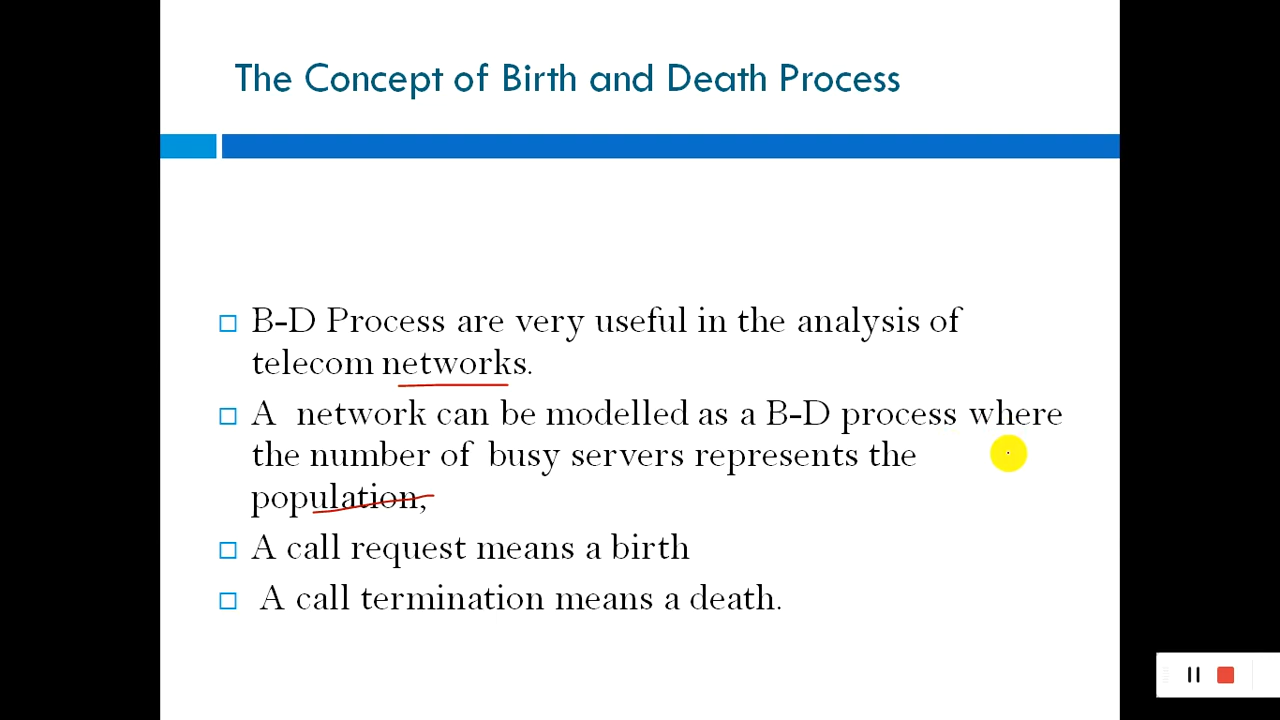 The Concept of Birth and Death Process
B-D Process are very useful in the analysis of
telecom networks.
A network can be modelled as a B-D process where
the number of busy servers represents the
population,
A call request means a birth
A call termination means a death.